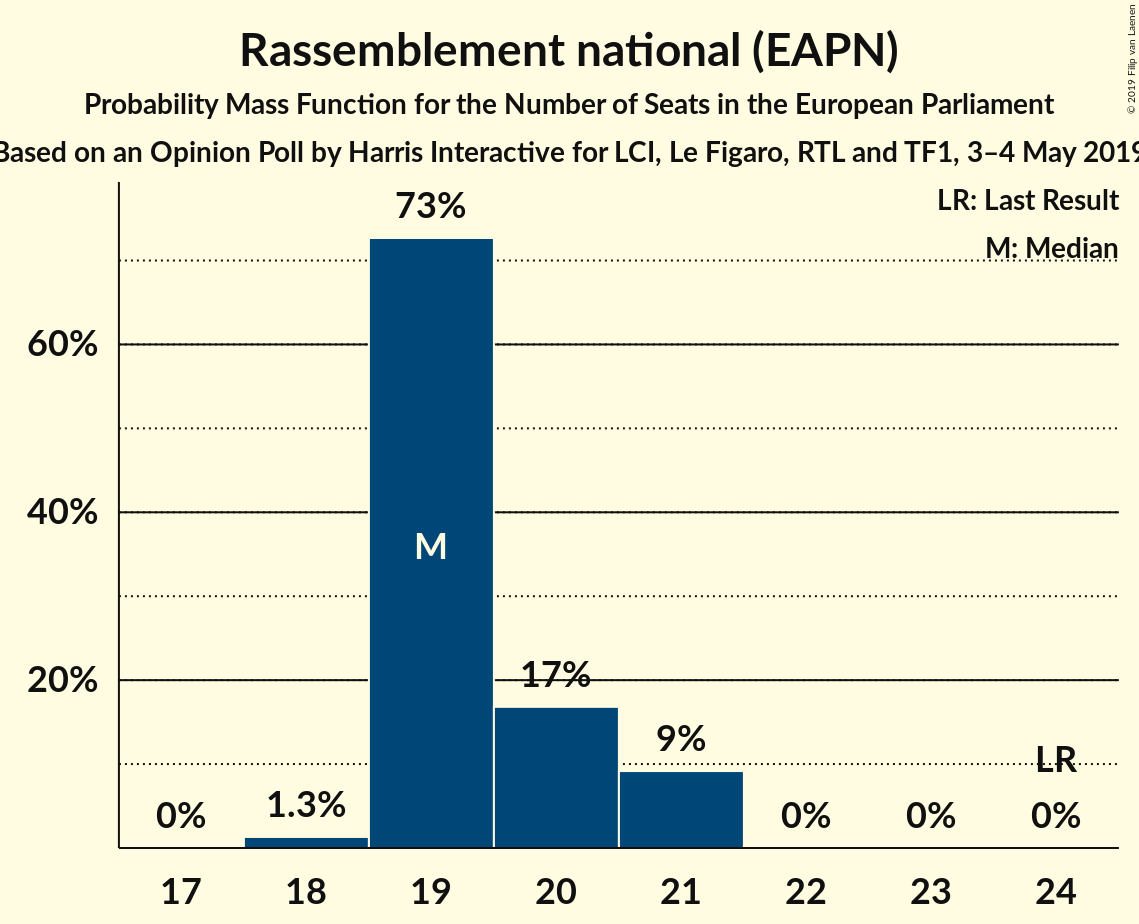 Rassemblement national (EAPN)
Probability Mass Function for the Number of Seats in the European Parliament
Based on an Opinion Poll by Harris Interactive for LCI, Le Figaro, RTL and TF1, 3–4 May 2019
© 2019 Filip van Laenen
LR: Last Result
M: Median
73%
60%
40%
M
20%
17%
9%
LR
0%
1.3%
0%
0%
0%
17
18
19
20
21
22
23
24